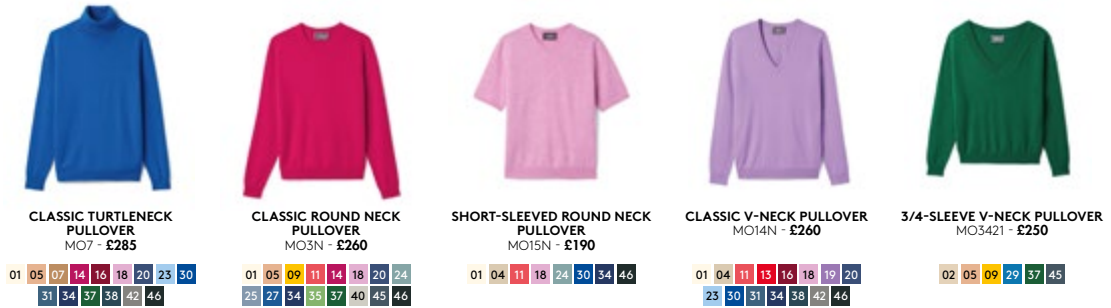 CLASSIC TURTLENECK
PULLOVER
MO7 - £285
01 05 07 14 16 18 20 23 30
31 34 37 38 42 46
CLASSIC ROUND NECK
PULLOVER
MO3N - £260
01 05 09 11 14 18 20 24
25 27 34 35 37 40 45 46
SHORT-SLEEVED ROUND NECK
PULLOVER
MO15N - £190
01 04 11 18 24 30 34 46
CLASSIC V-NECK PULLOVER
MO14N - £260
01 04 11 13 16 18 19 20
23 30 31 34 38 42 46
3/4-SLEEVE V-NECK PULLOVER
MO3421 - £250
02 05 09 29 37 45